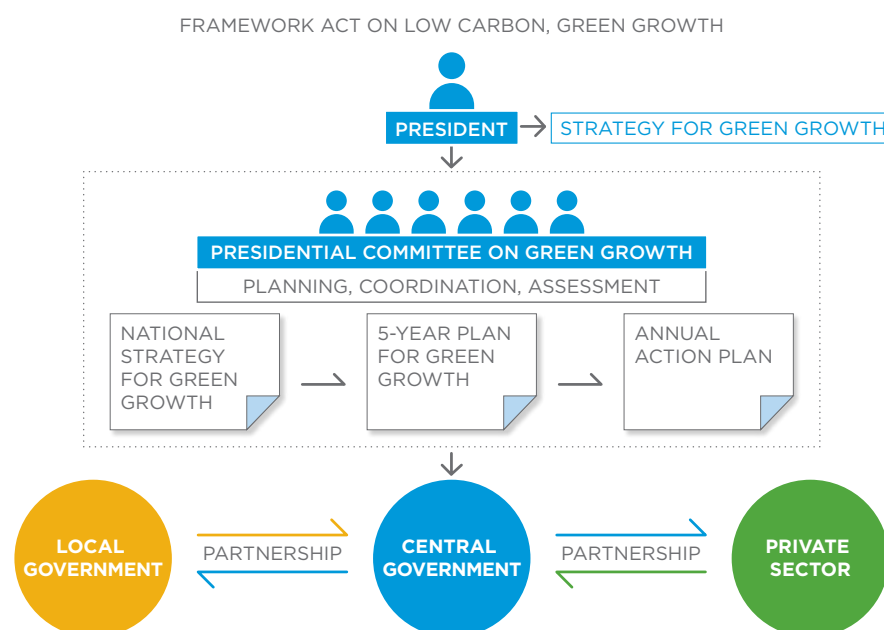 FRAMEWORK ACT ON LOW CARBON, GREEN GROWTH
PRESIDENT
STRATEGY FOR GREEN GROWTH
PRESIDENTIAL COMMITTEE ON GREEN GROWTH
PLANNING, COORDINATION, ASSESSMENT
NATIONAL
STRATEGY
FOR GREEN
GROWTH
5-YEAR PLAN
FOR GREEN
GROWTH
ANNUAL
ACTION PLAN
LOCAL
GOVERNMENT
PARTNERSHIP
CENTRAL
GOVERNMENT
PARTNERSHIP
PRIVATE
SECTOR